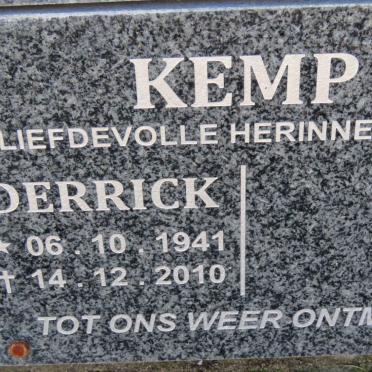 KEMP
LIEFDEVOLLE HERINNE
DERRICK
* 06 . 10 . 1941
† 14 . 12 . 2010
TOT ONS WEER ONTM